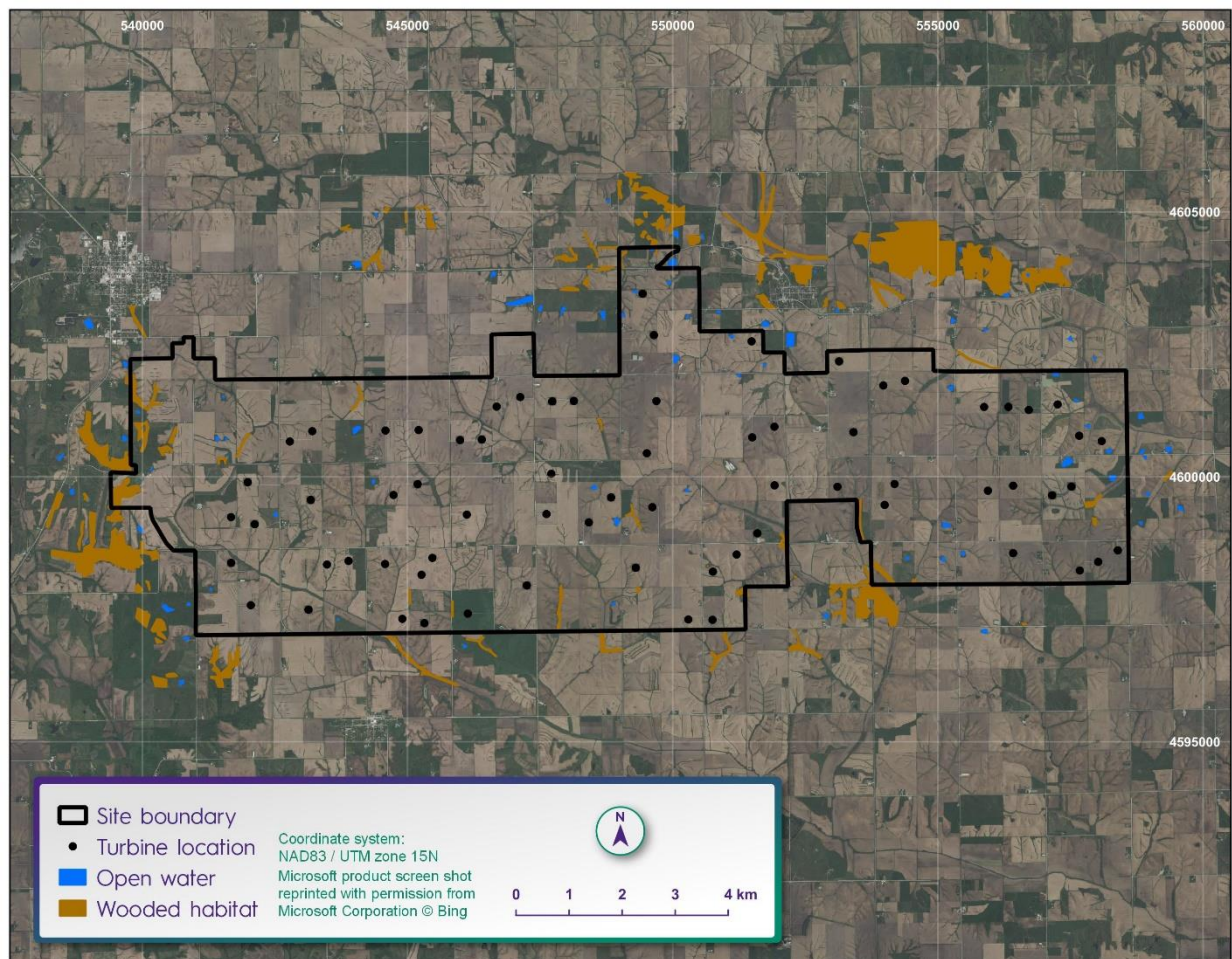 540000
545000
550000
555000
560000
4605000
4600000
4595000
Site boundary
Turbine location
Open water
Wooded habitat
Coordinate system:
NAD83 / UTM zone 15N
Microsoft product screen shot
reprinted with permission from
Microsoft Corporation © Bing
N
0 1 2 3 4 km